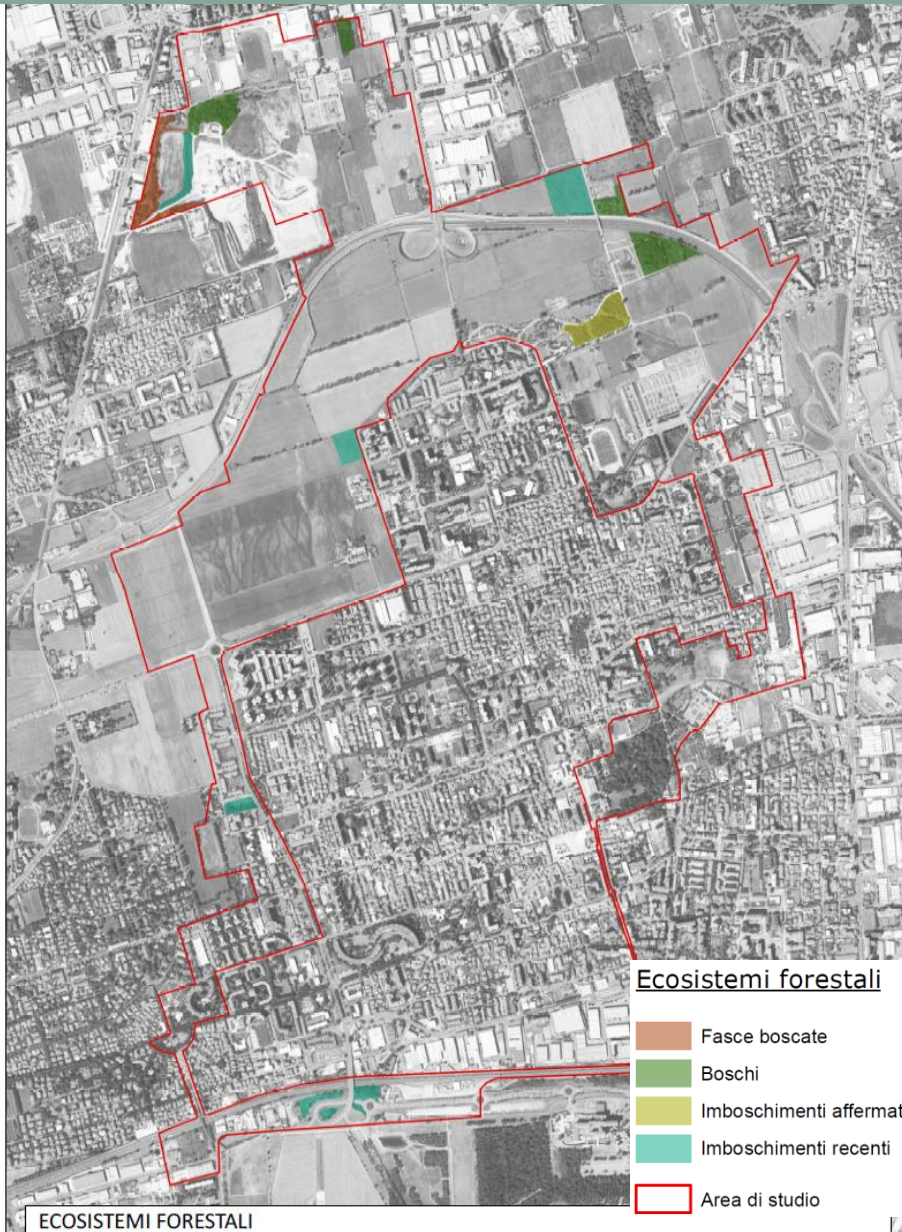 Ecosistemi forestali
Fasce boscate
Boschi
Imboschimenti affermat
Imboschimenti recenti
Area di studio
ECOSISTEMI FORESTALI